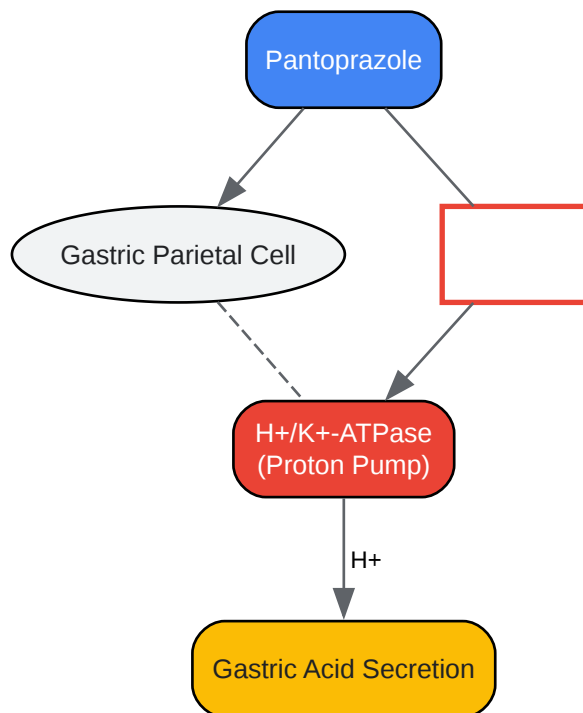 Pantoprazole
Gastric Parietal Cell
H+/K+-ATPase
(Proton Pump)
H+
Gastric Acid Secretion